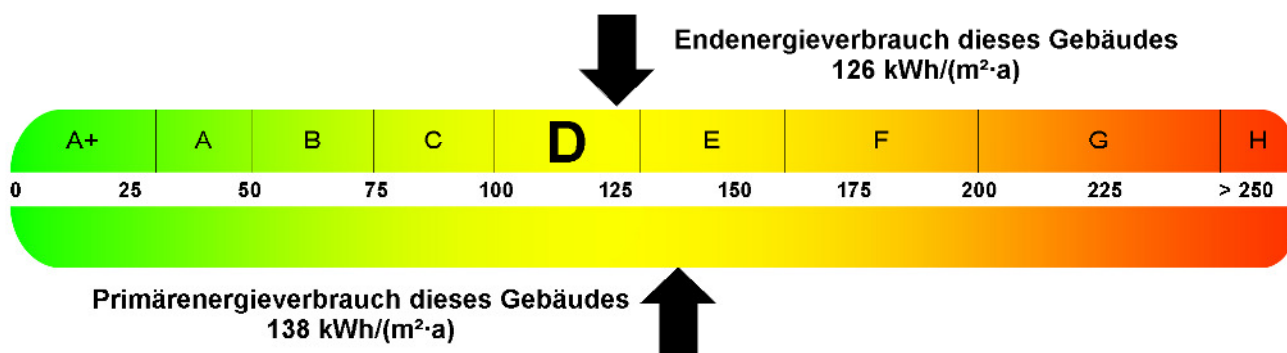 Endenergieverbrauch dieses Gebäudes
126 kWh/(m²·a)
A+ A B C D E F G H
0 25 50 75 100 125 150 175 200 225 > 250
Primärenergieverbrauch dieses Gebäudes
138 kWh/(m²·a)